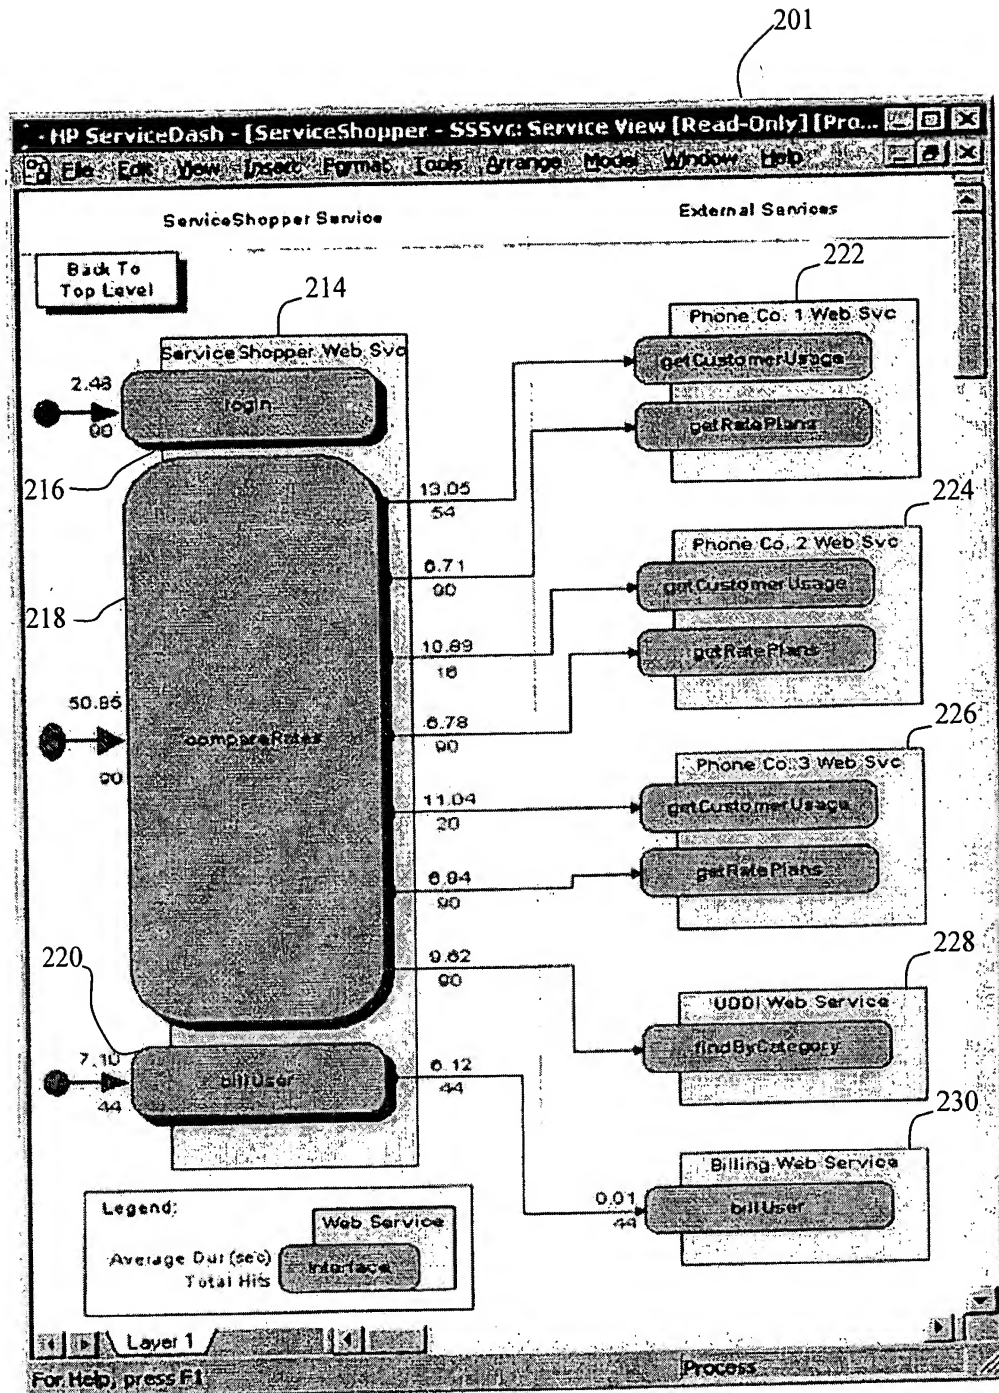 201
HP ServiceDash - [ServiceShopper - SSSvc: Service View [Read-Only] [Pro...
File Edit View Insert Format Tools Arrange Model Window Help
ServiceShopper Service
External Services
Back To
Top Level
214
222
ServiceShopper Web Svc
Phone Co. 1 Web Svc
2.48
login
90
getCustomerUsage
getRatePlans
216
13.05
54
224
Phone Co. 2 Web Svc
6.71
90
getCustomerUsage
218
10.89
16
getRatePlans
50.85
compareRates
90
6.78
90
226
Phone Co. 3 Web Svc
11.04
20
getCustomerUsage
6.94
90
getRatePlans
220
9.62
90
228
UDDI Web Service
findByCategory
7.10
billUser
44
6.12
44
230
Billing Web Service
0.01
44
billUser
Legend:
Web Service
Average Dur (sec)
Total Hits
Interface
Layer 1
For Help, press F1
Process